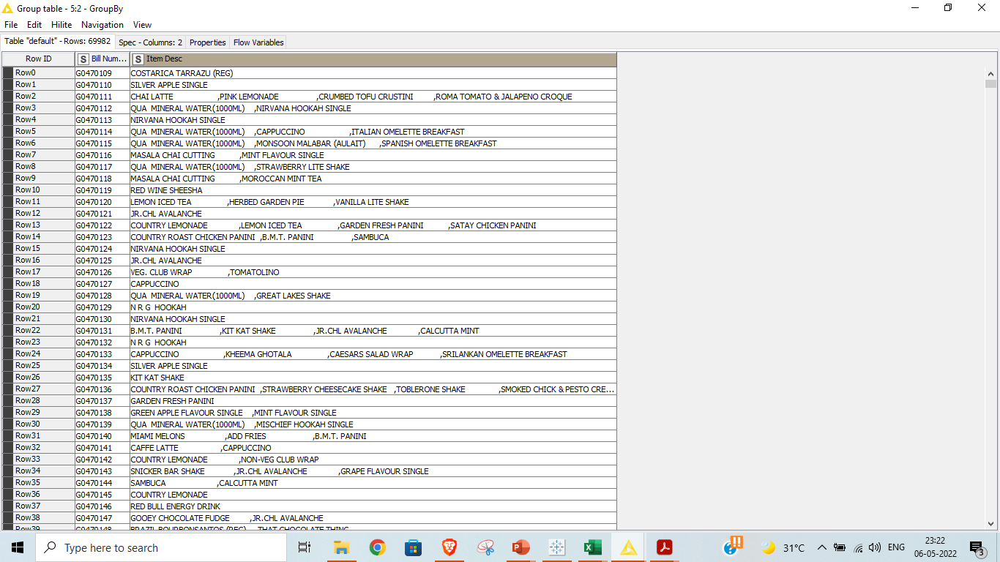 Group table - 5:2 - GroupBy
File Edit Hilite Navigation View
Table "default" - Rows: 69982 Spec - Columns: 2 Properties Flow Variables
Row ID S Bill Num... S Item Desc
Row0 G0470109 COSTARICA TARRAZU (REG)
Row1 G0470110 SILVER APPLE SINGLE
Row2 G0470111 CHAI LATTE ,PINK LEMONADE ,CRUMBED TOFU CRUSTINI ,ROMA TOMATO & JALAPENO CROQUE
Row3 G0470112 QUA MINERAL WATER(1000ML) ,NIRVANA HOOKAH SINGLE
Row4 G0470113 NIRVANA HOOKAH SINGLE
Row5 G0470114 QUA MINERAL WATER(1000ML) ,CAPPUCCINO ,ITALIAN OMELETTE BREAKFAST
Row6 G0470115 QUA MINERAL WATER(1000ML) ,MONSOON MALABAR (AULAIT) ,SPANISH OMELETTE BREAKFAST
Row7 G0470116 MASALA CHAI CUTTING ,MINT FLAVOUR SINGLE
Row8 G0470117 QUA MINERAL WATER(1000ML) ,STRAWBERRY LITE SHAKE
Row9 G0470118 MASALA CHAI CUTTING ,MOROCCAN MINT TEA
Row10 G0470119 RED WINE SHEESHA
Row11 G0470120 LEMON ICED TEA ,HERBED GARDEN PIE ,VANILLA LITE SHAKE
Row12 G0470121 JR.CHL AVALANCHE
Row13 G0470122 COUNTRY LEMONADE ,LEMON ICED TEA ,GARDEN FRESH PANINI ,SATAY CHICKEN PANINI
Row14 G0470123 COUNTRY ROAST CHICKEN PANINI ,B.M.T. PANINI ,SAMBUCA
Row15 G0470124 NIRVANA HOOKAH SINGLE
Row16 G0470125 JR.CHL AVALANCHE
Row17 G0470126 VEG. CLUB WRAP ,TOMATOLINO
Row18 G0470127 CAPPUCCINO
Row19 G0470128 QUA MINERAL WATER(1000ML) ,GREAT LAKES SHAKE
Row20 G0470129 N R G HOOKAH
Row21 G0470130 NIRVANA HOOKAH SINGLE
Row22 G0470131 B.M.T. PANINI ,KIT KAT SHAKE ,JR.CHL AVALANCHE ,CALCUTTA MINT
Row23 G0470132 N R G HOOKAH
Row24 G0470133 CAPPUCCINO ,KHEEMA GHOTALA ,CAESARS SALAD WRAP ,SRILANKAN OMELETTE BREAKFAST
Row25 G0470134 SILVER APPLE SINGLE
Row26 G0470135 KIT KAT SHAKE
Row27 G0470136 COUNTRY ROAST CHICKEN PANINI ,STRAWBERRY CHEESECAKE SHAKE ,TOBLERONE SHAKE ,SMOKED CHICK & PESTO CRE...
Row28 G0470137 GARDEN FRESH PANINI
Row29 G0470138 GREEN APPLE FLAVOUR SINGLE ,MINT FLAVOUR SINGLE
Row30 G0470139 QUA MINERAL WATER(1000ML) ,MISCHIEF HOOKAH SINGLE
Row31 G0470140 MIAMI MELONS ,ADD FRIES ,B.M.T. PANINI
Row32 G0470141 CAFFE LATTE ,CAPPUCCINO
Row33 G0470142 COUNTRY LEMONADE ,NON-VEG CLUB WRAP
Row34 G0470143 SNICKER BAR SHAKE ,JR.CHL AVALANCHE ,GRAPE FLAVOUR SINGLE
Row35 G0470144 SAMBUCA ,CALCUTTA MINT
Row36 G0470145 COUNTRY LEMONADE
Row37 G0470146 RED BULL ENERGY DRINK
Row38 G0470147 GOOEY CHOCOLATE FUDGE ,JR.CHL AVALANCHE
Row39 G0470148 BRAZIL BOURBONSANTOS (REG) ,THAT CHOCOLATE THING
Type here to search
31°C ENG 23:22
06-05-2022 3